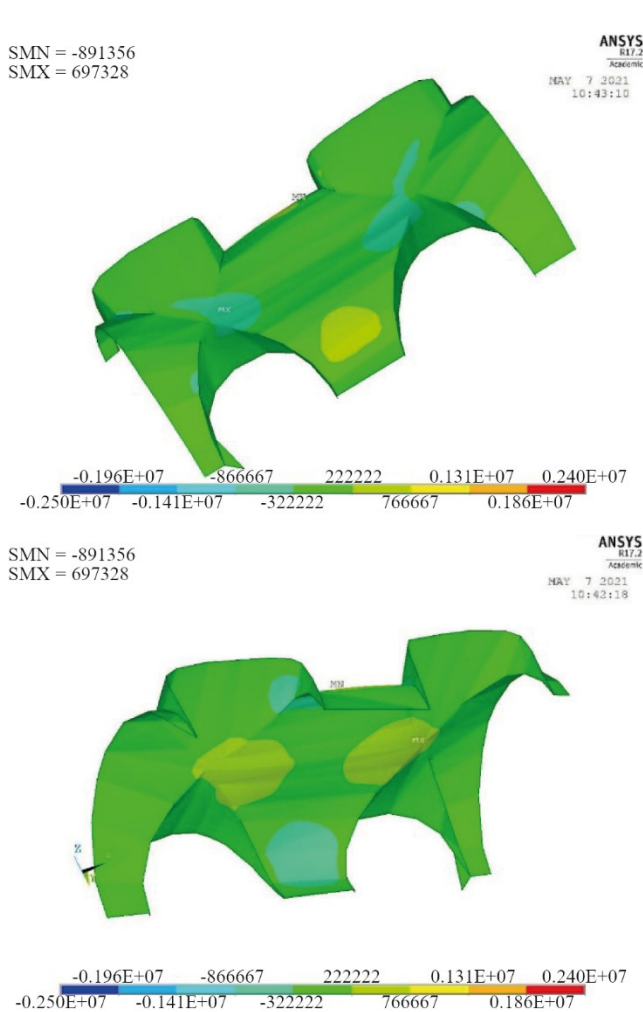 SMN = -891356
SMX = 697328
ANSYS
R17.2
Academic
MAY 7 2021
10:43:10
MN
MX
-0.196E+07 -866667 222222 0.131E+07 0.240E+07
-0.250E+07 -0.141E+07 -322222 766667 0.186E+07
SMN = -891356
SMX = 697328
ANSYS
R17.2
Academic
MAY 7 2021
10:42:18
MN
MX
Z
-0.196E+07 -866667 222222 0.131E+07 0.240E+07
-0.250E+07 -0.141E+07 -322222 766667 0.186E+07